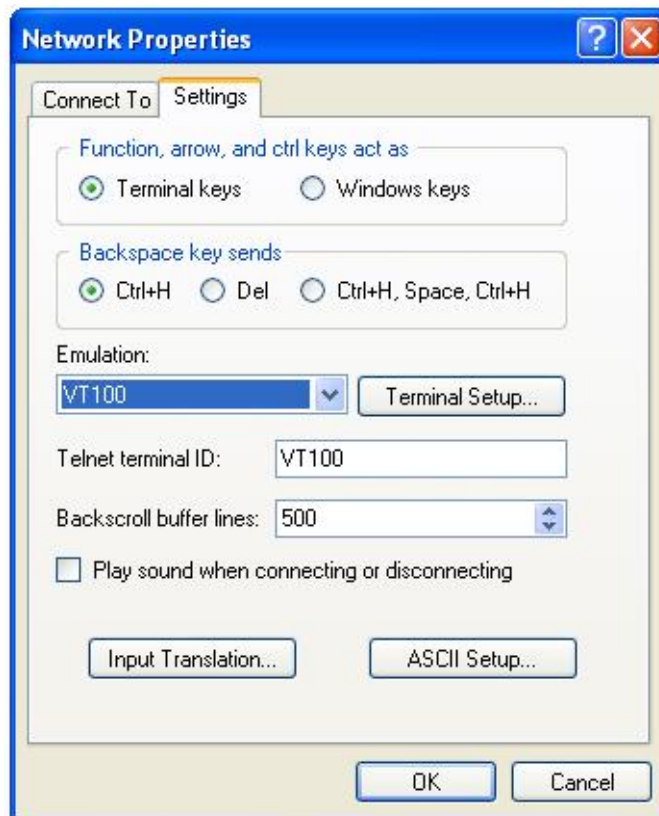 Network Properties
Connect To Settings
Function, arrow, and ctrl keys act as
Terminal keys Windows keys
Backspace key sends
Ctrl+H Del Ctrl+H, Space, Ctrl+H
Emulation:
VT100 Terminal Setup...
Telnet terminal ID: VT100
Backscroll buffer lines: 500
Play sound when connecting or disconnecting
Input Translation... ASCII Setup...
OK Cancel